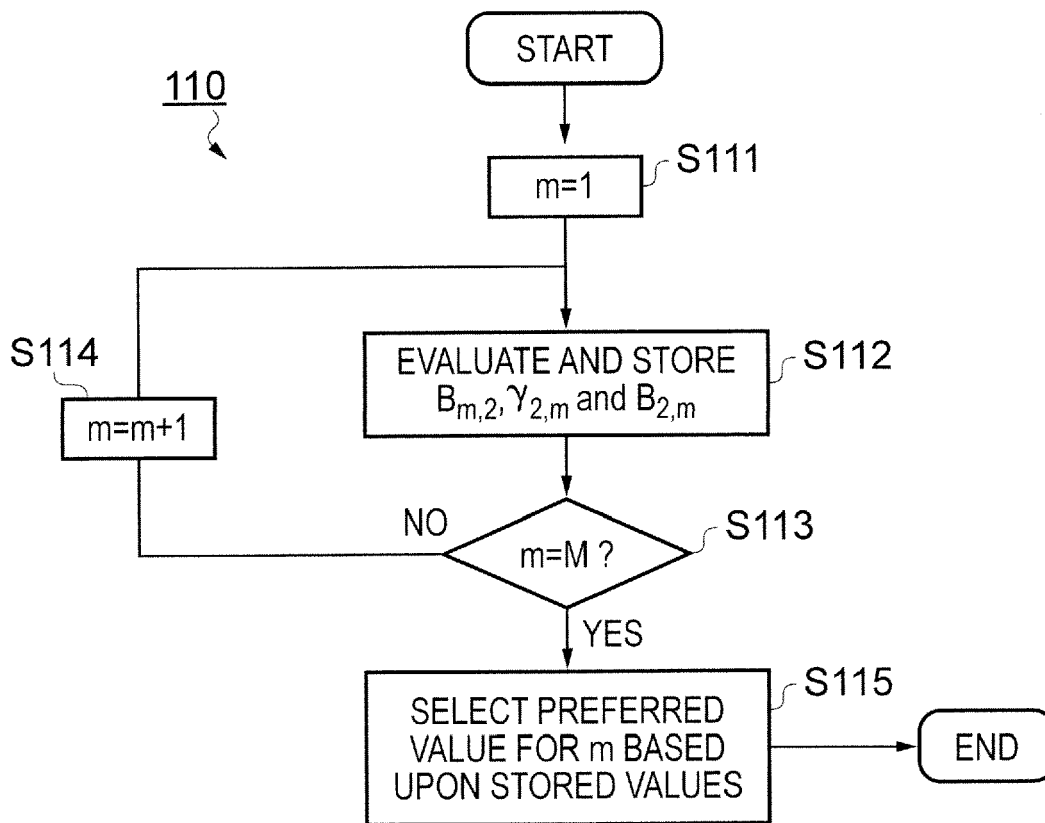 START
110
S111
m=1
S114
m=m+1
EVALUATE AND STORE
B_{m,2}, γ_{2,m} and B_{2,m}
S112
NO
m=M ?
S113
YES
SELECT PREFERRED
VALUE FOR m BASED
UPON STORED VALUES
S115
END